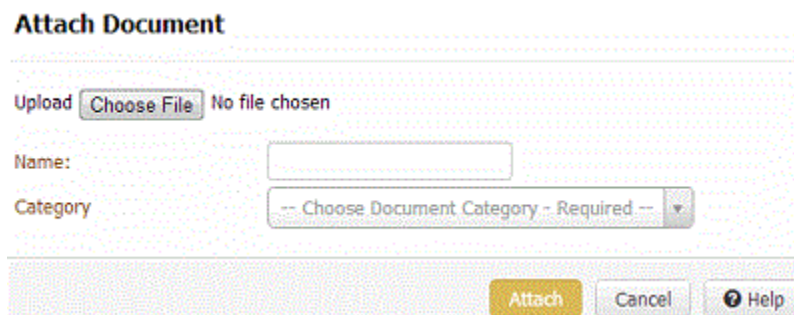 Attach Document
Upload Choose File No file chosen
Name:
Category -- Choose Document Category - Required --
Attach Cancel Help